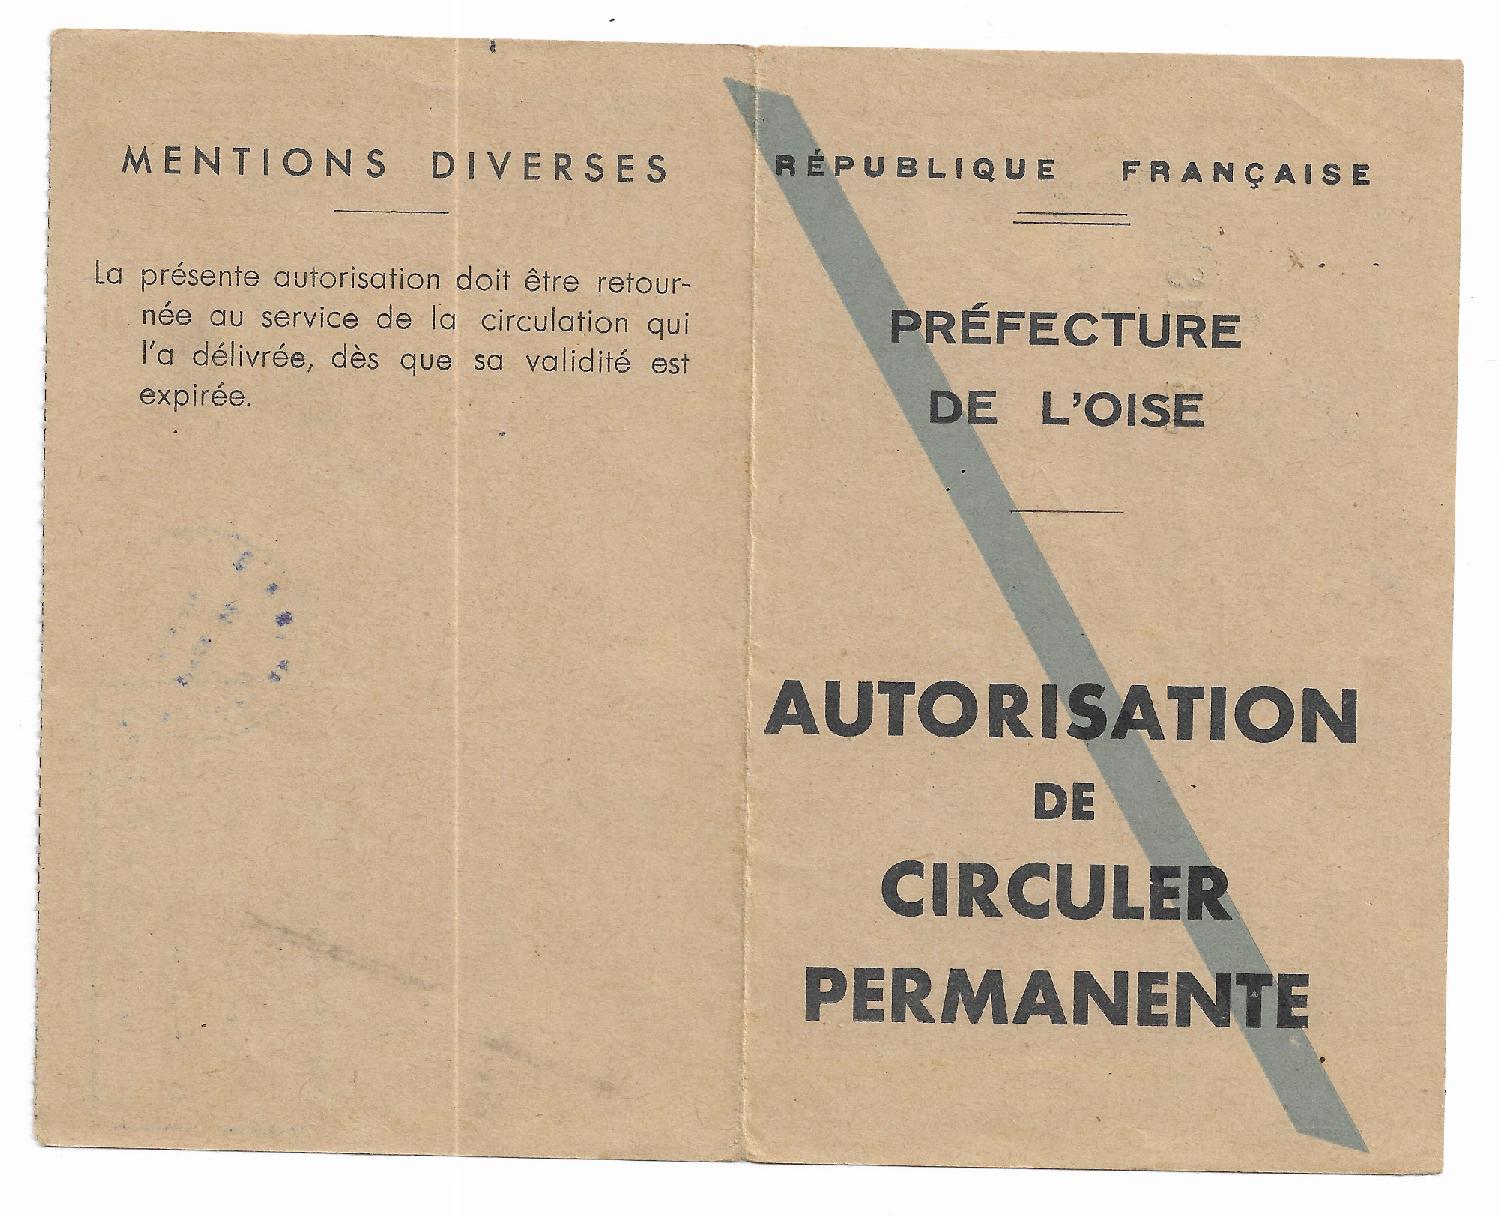 MENTIONS DIVERSES
La présente autorisation doit être retour-
née au service de la circulation qui
l'a délivrée, dès que sa validité est
expirée.
RÉPUBLIQUE FRANÇAISE
PRÉFECTURE
DE L'OISE
AUTORISATION
DE
CIRCULER
PERMANENTE